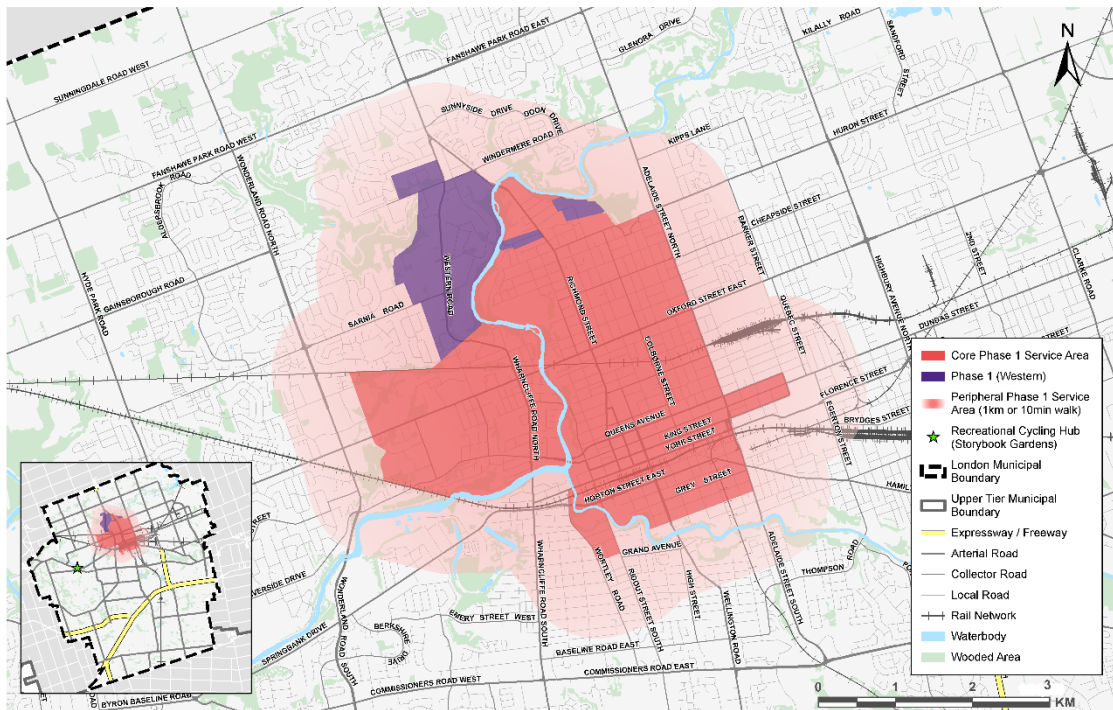 FANSHAWE PARK ROAD EAST
GLENORA DRIVE
KILALLY ROAD
SANDFORD STREET
N
SUNNINGDALE ROAD WEST
SUNNYSIDE DRIVE
DOON DRIVE
WINDERMERE ROAD
KIPPS LANE
HURON STREET
FANSHAWE PARK ROAD WEST
WONDERLAND ROAD NORTH
ALDERSBROOK ROAD
ADELAIDE STREET NORTH
CHEAPSIDE STREET
BARKER STREET
2ND STREET
HIGHBURY AVENUE NORTH
CLARKE ROAD
HYDE PARK ROAD
GAINSBOROUGH ROAD
WESTERN ROAD
SARNIA ROAD
RICHMOND STREET
OXFORD STREET EAST
QUEBEC STREET
DUNDAS STREET
COLBORNE STREET
WHARNCLIFFE ROAD NORTH
QUEENS AVENUE
KING STREET
YORK STREET
FLORENCE STREET
BRYDGES STREET
EGERTON STREET
HORTON STREET EAST
GREY STREET
HAMIL
GRAND AVENUE
THOMPSON ROAD
ADELAIDE STREET SOUTH
WORTLEY ROAD
RIDOUT STREET SOUTH
HIGH STREET
WELLINGTON ROAD
WHARNCLIFFE ROAD SOUTH
EMERY STREET WEST
BASELINE ROAD EAST
BERKSHIRE DRIVE
WONDERLAND ROAD SOUTH
VERSIDE DRIVE
SPRINGBANK DRIVE
COMMISSIONERS ROAD WEST
COMMISSIONERS ROAD EAST
BYRON BASELINE ROAD
Core Phase 1 Service Area
Phase 1 (Western)
Peripheral Phase 1 Service
Area (1km or 10min walk)
Recreational Cycling Hub
(Storybook Gardens)
London Municipal
Boundary
Upper Tier Municipal
Boundary
Expressway / Freeway
Arterial Road
Collector Road
Local Road
Rail Network
Waterbody
Wooded Area
0 1 2 3
KM